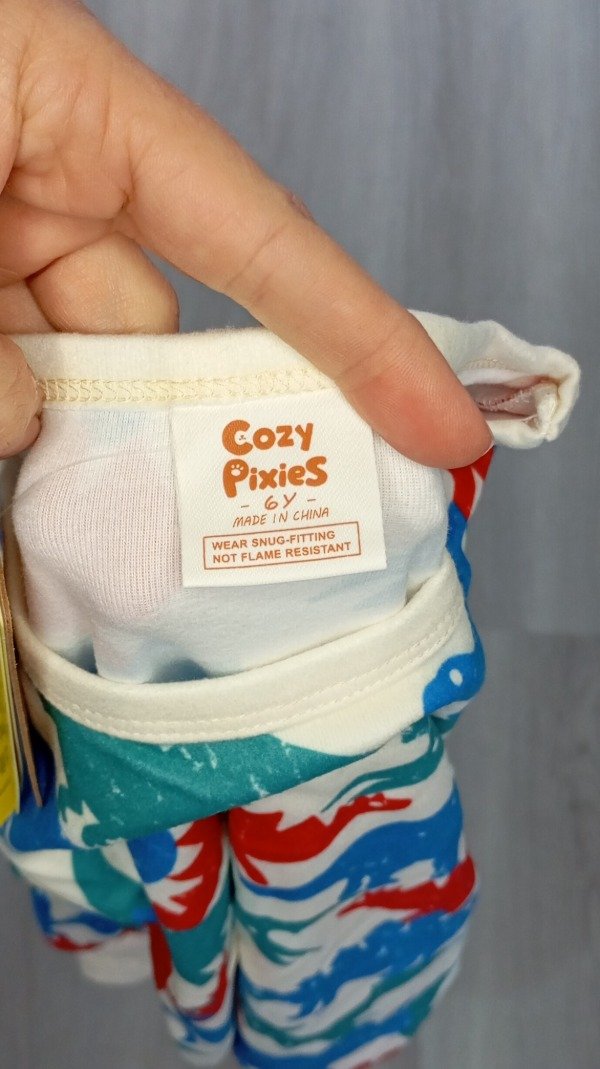 Cozy
Pixies
- 6Y -
MADE IN CHINA
WEAR SNUG-FITTING
NOT FLAME RESISTANT